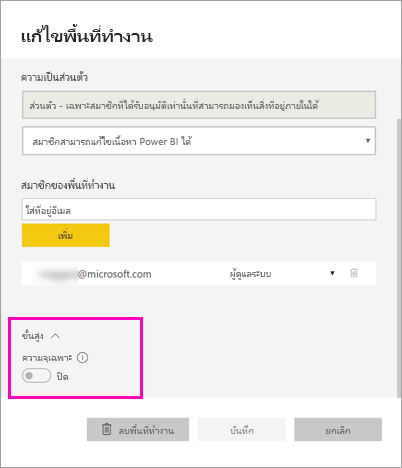 แก้ไขพื้นที่ทำงาน
ความเป็นส่วนตัว
ส่วนตัว - เฉพาะสมาชิกที่ได้รับอนุมัติเท่านั้นที่สามารถมองเห็นสิ่งที่อยู่ภายในได้
สมาชิกสามารถแก้ไขเนื้อหา Power BI ได้
สมาชิกของพื้นที่ทำงาน
ใส่ที่อยู่อีเมล
เพิ่ม
@microsoft.com ผู้ดูแลระบบ
ขั้นสูง
ความจุเฉพาะ
ปิด
ลบพื้นที่ทำงาน บันทึก ยกเลิก